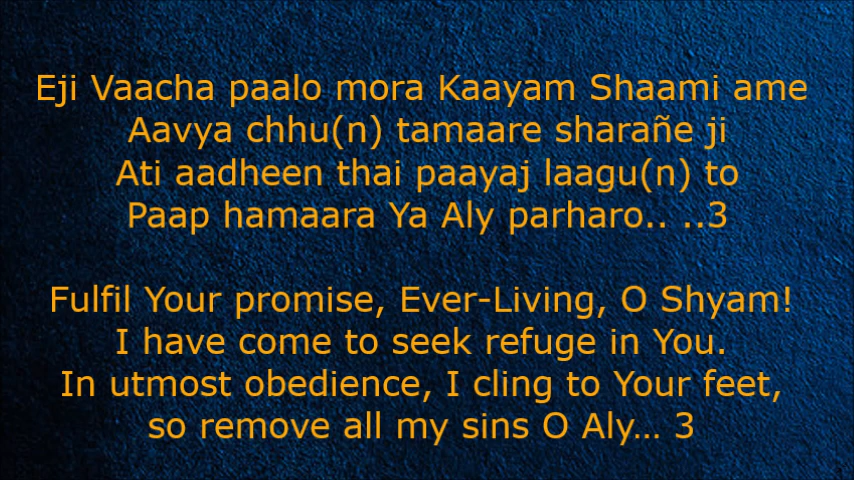 Eji Vaacha paalo mora Kaayam Shaami ame
Aavya chhu(n) tamaare sharañe ji
Ati aadheen thai paayaj laagu(n) to
Paap hamaara Ya Aly parharo.. ..3
Fulfil Your promise, Ever-Living, O Shyam!
I have come to seek refuge in You.
In utmost obedience, I cling to Your feet,
so remove all my sins O Aly... 3